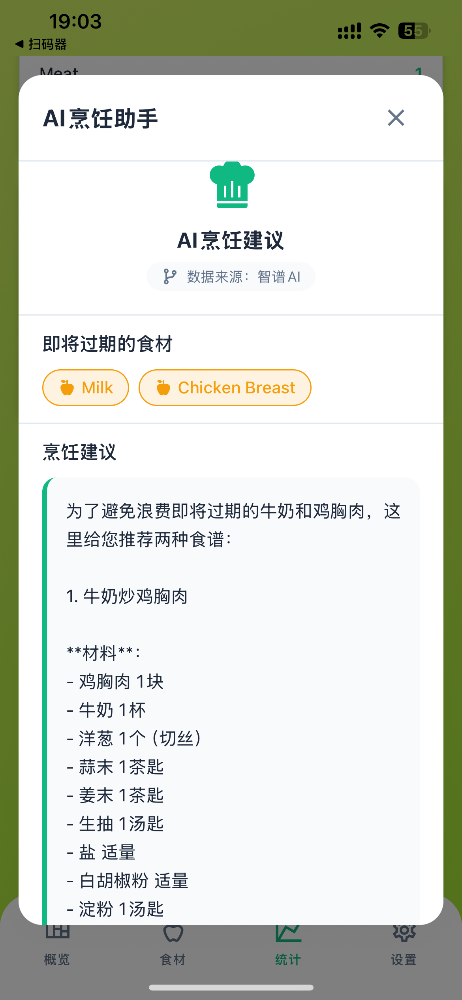 19:03
55
扫码器
Meat 1
AI烹饪助手
AI烹饪建议
数据来源：智谱AI
即将过期的食材
Milk
Chicken Breast
烹饪建议
为了避免浪费即将过期的牛奶和鸡胸肉，这
里给您推荐两种食谱：
1. 牛奶炒鸡胸肉
**材料**：
- 鸡胸肉 1块
- 牛奶 1杯
- 洋葱 1个（切丝）
- 蒜末 1茶匙
- 姜末 1茶匙
- 生抽 1汤匙
- 盐 适量
- 白胡椒粉 适量
- 淀粉 1汤匙
概览
食材
统计
设置